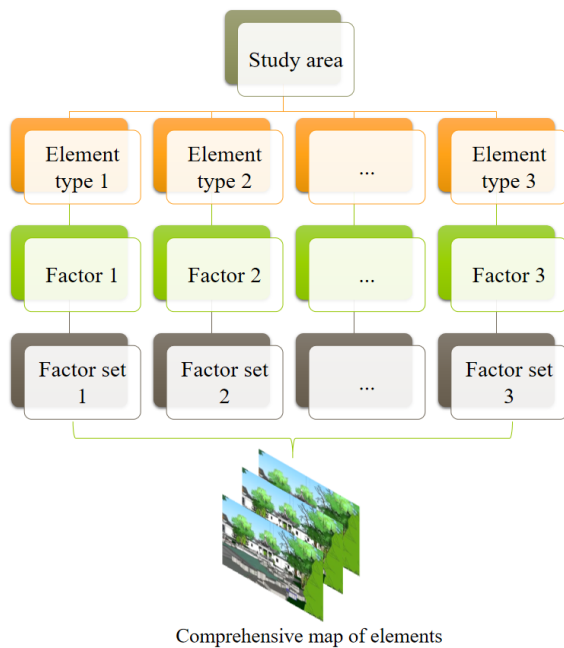 Study area
Element
type 1
Element
type 2
...
Element
type 3
Factor 1
Factor 2
...
Factor 3
Factor set
1
Factor set
2
...
Factor set
3
Comprehensive map of elements